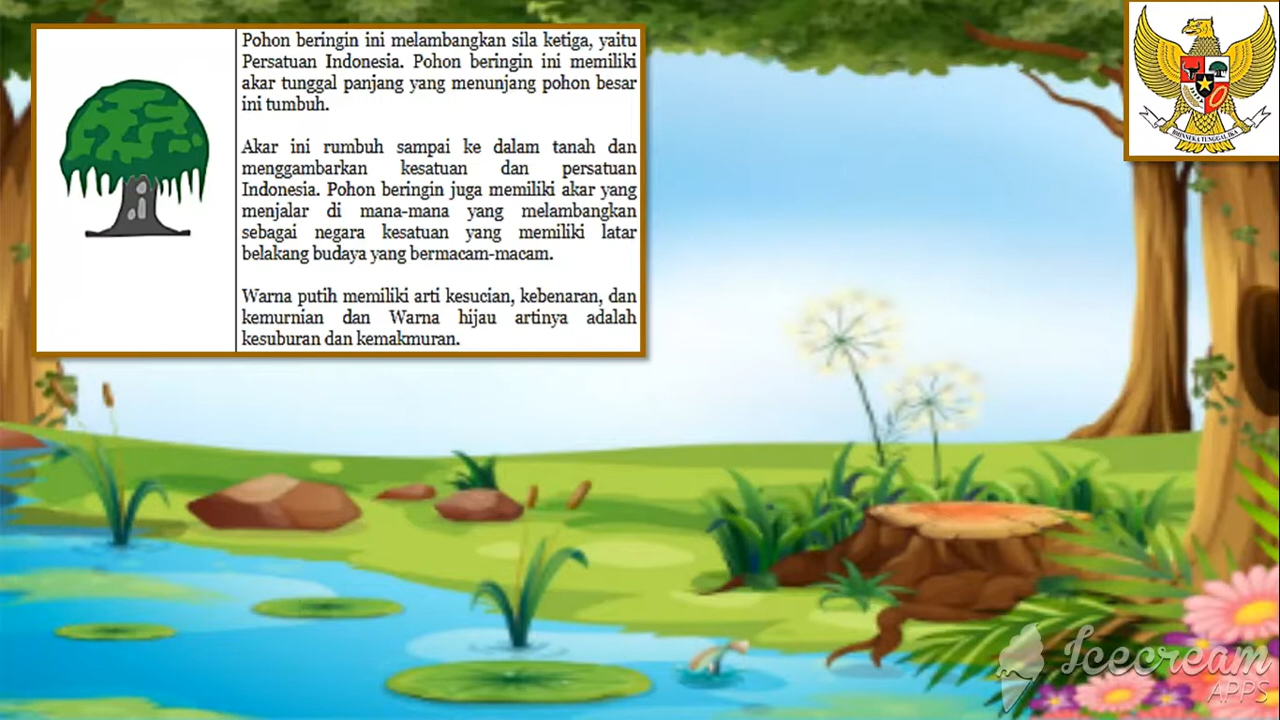 Pohon beringin ini melambangkan sila ketiga, yaitu
Persatuan Indonesia. Pohon beringin ini memiliki
akar tunggal panjang yang menunjang pohon besar
ini tumbuh.
Akar ini rumbuh sampai ke dalam tanah dan
menggambarkan kesatuan dan persatuan
Indonesia. Pohon beringin juga memiliki akar yang
menjalar di mana-mana yang melambangkan
sebagai negara kesatuan yang memiliki latar
belakang budaya yang bermacam-macam.
Warna putih memiliki arti kesucian, kebenaran, dan
kemurnian dan Warna hijau artinya adalah
kesuburan dan kemakmuran.
BHINNEKA TUNGGAL IKA
Icecream
APPS